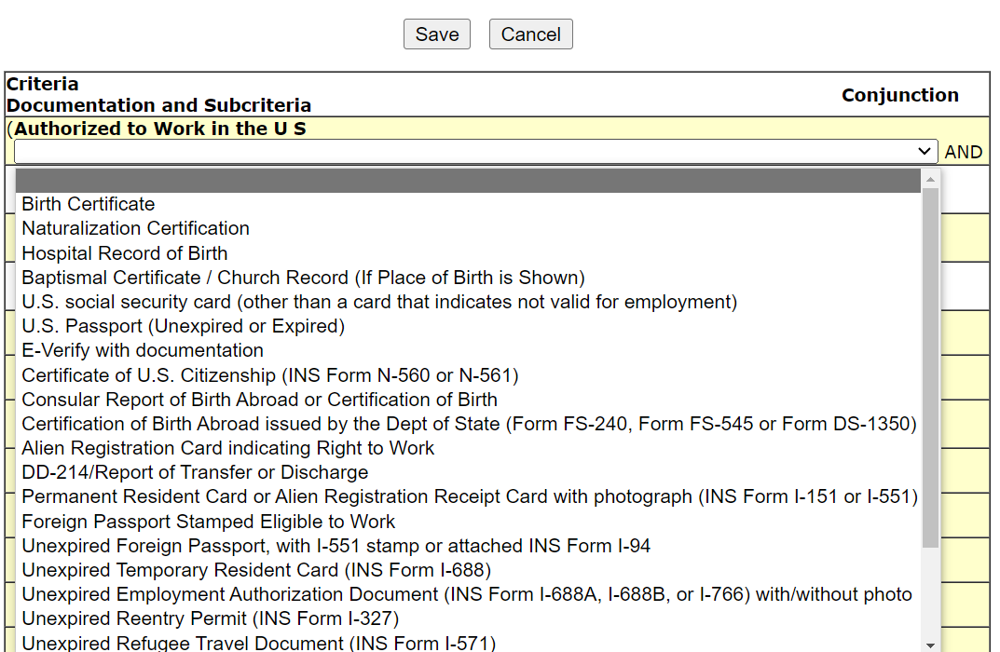 Save Cancel
Criteria
Documentation and Subcriteria
Conjunction
(Authorized to Work in the U S
AND
Birth Certificate
Naturalization Certification
Hospital Record of Birth
Baptismal Certificate / Church Record (If Place of Birth is Shown)
U.S. social security card (other than a card that indicates not valid for employment)
U.S. Passport (Unexpired or Expired)
E-Verify with documentation
Certificate of U.S. Citizenship (INS Form N-560 or N-561)
Consular Report of Birth Abroad or Certification of Birth
Certification of Birth Abroad issued by the Dept of State (Form FS-240, Form FS-545 or Form DS-1350)
Alien Registration Card indicating Right to Work
DD-214/Report of Transfer or Discharge
Permanent Resident Card or Alien Registration Receipt Card with photograph (INS Form I-151 or I-551)
Foreign Passport Stamped Eligible to Work
Unexpired Foreign Passport, with I-551 stamp or attached INS Form I-94
Unexpired Temporary Resident Card (INS Form I-688)
Unexpired Employment Authorization Document (INS Form I-688A, I-688B, or I-766) with/without photo
Unexpired Reentry Permit (INS Form I-327)
Unexpired Refugee Travel Document (INS Form I-571)